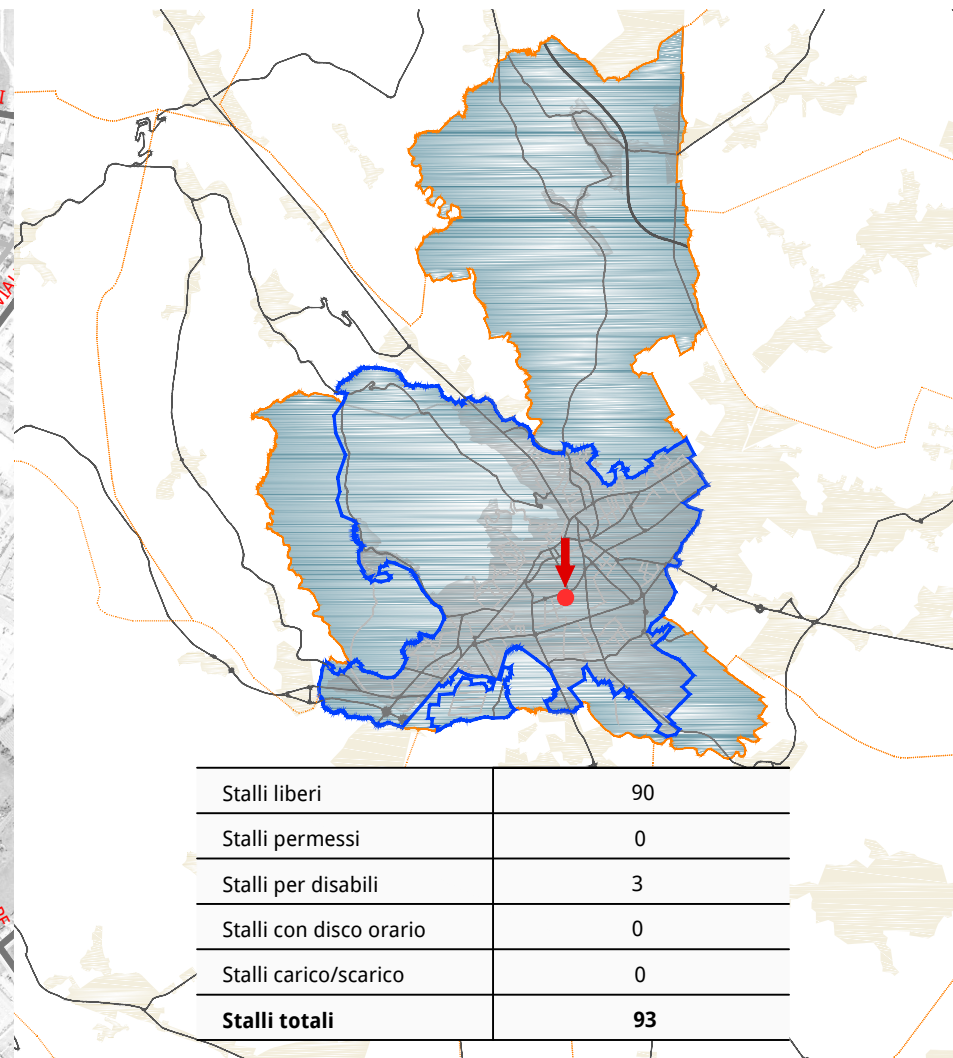 Stalli liberi 90
Stalli permessi 0
Stalli per disabili 3
Stalli con disco orario 0
Stalli carico/scarico 0
Stalli totali 93